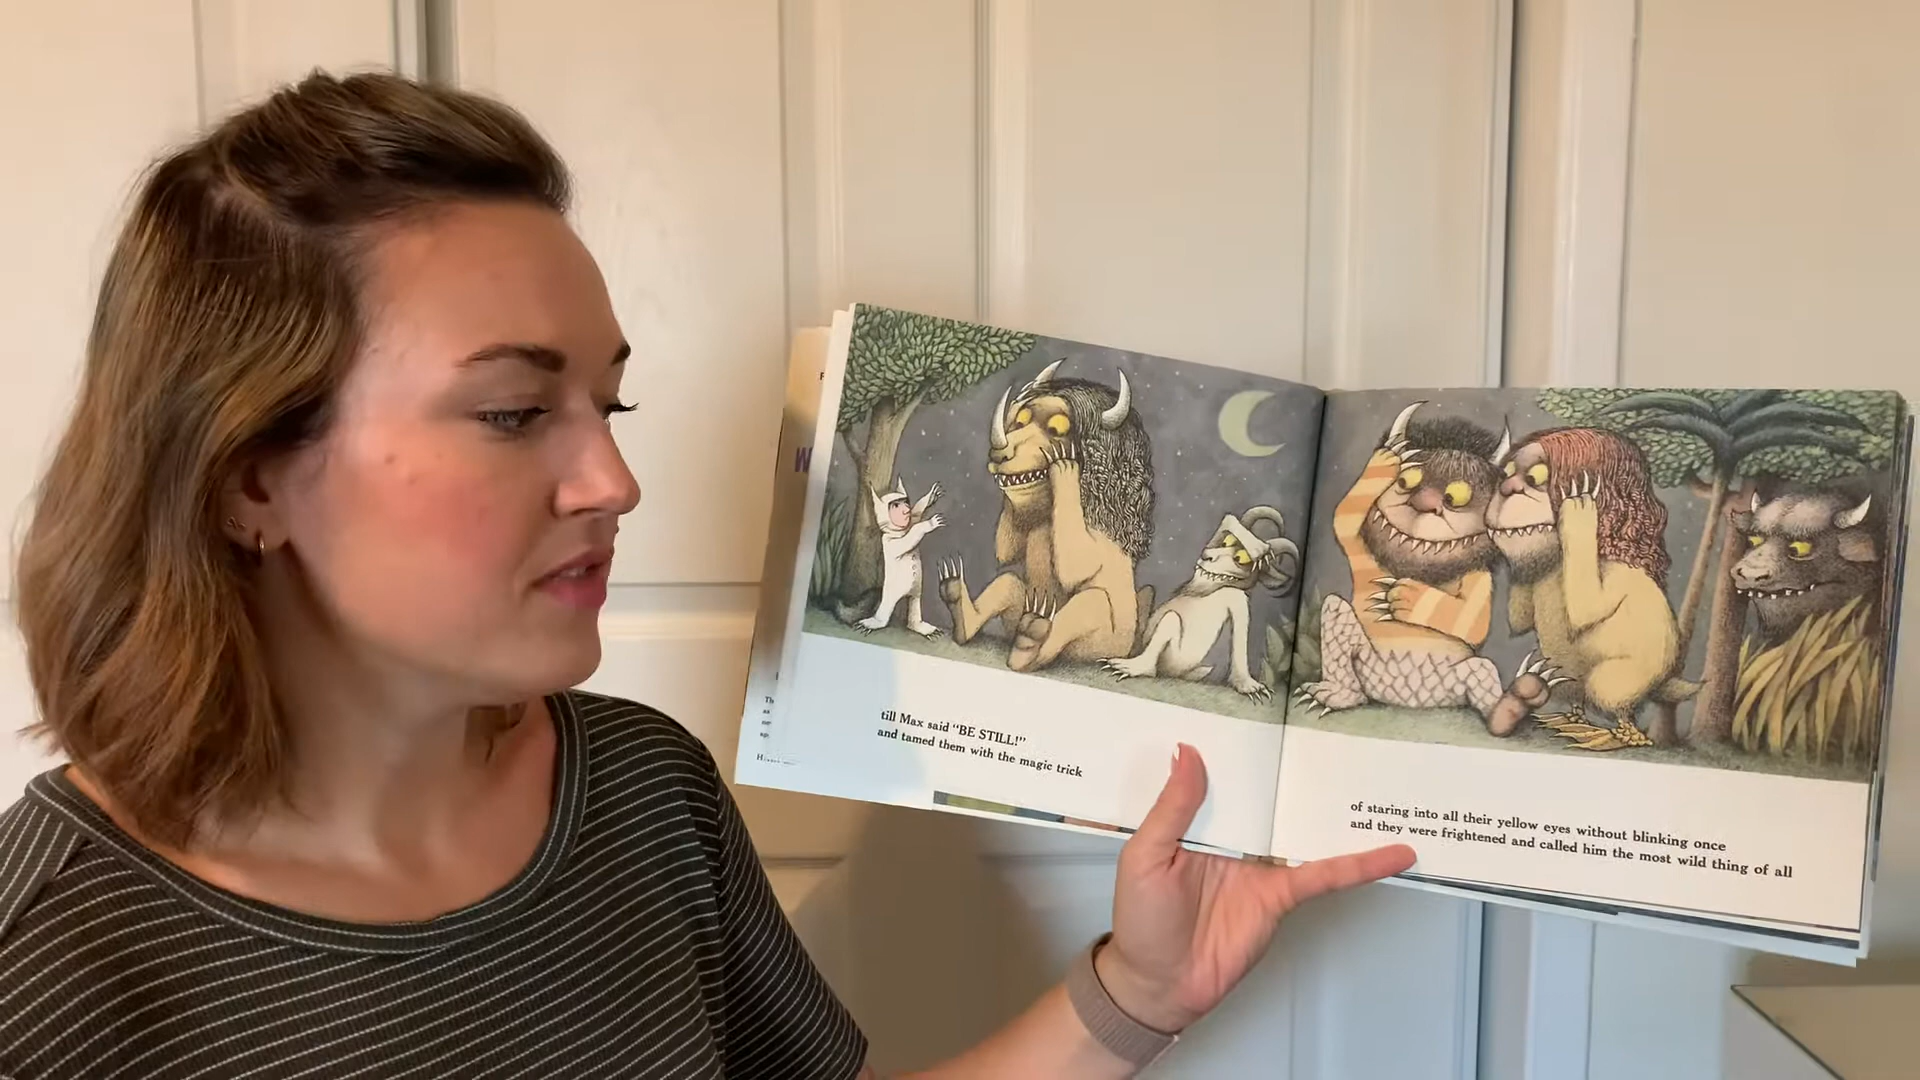 till Max said “BE STILL!”
and tamed them with the magic trick
of staring into all their yellow eyes without blinking once
and they were frightened and called him the most wild thing of all